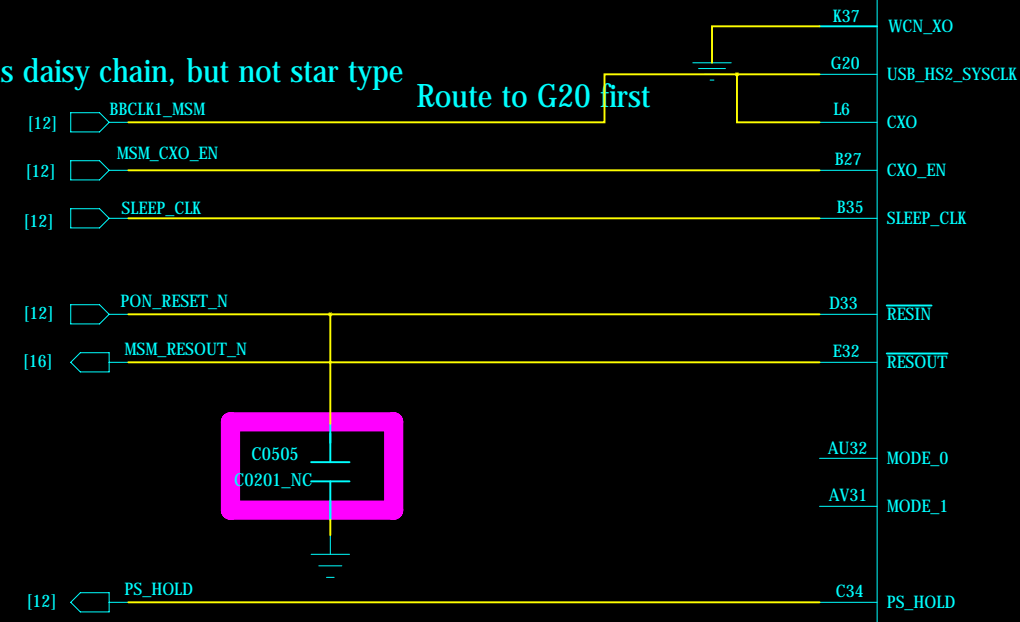 K37 WCN_XO
s daisy chain, but not star type
G20 USB_HS2_SYSCLK
Route to G20 first
[12] BBCLK1_MSM L6 CXO
[12] MSM_CXO_EN B27 CXO_EN
[12] SLEEP_CLK B35 SLEEP_CLK
[12] PON_RESET_N D33 RESIN
[16] MSM_RESOUT_N E32 RESOUT
C0505
AU32 MODE_0
C0201_NC
AV31 MODE_1
[12] PS_HOLD C34 PS_HOLD